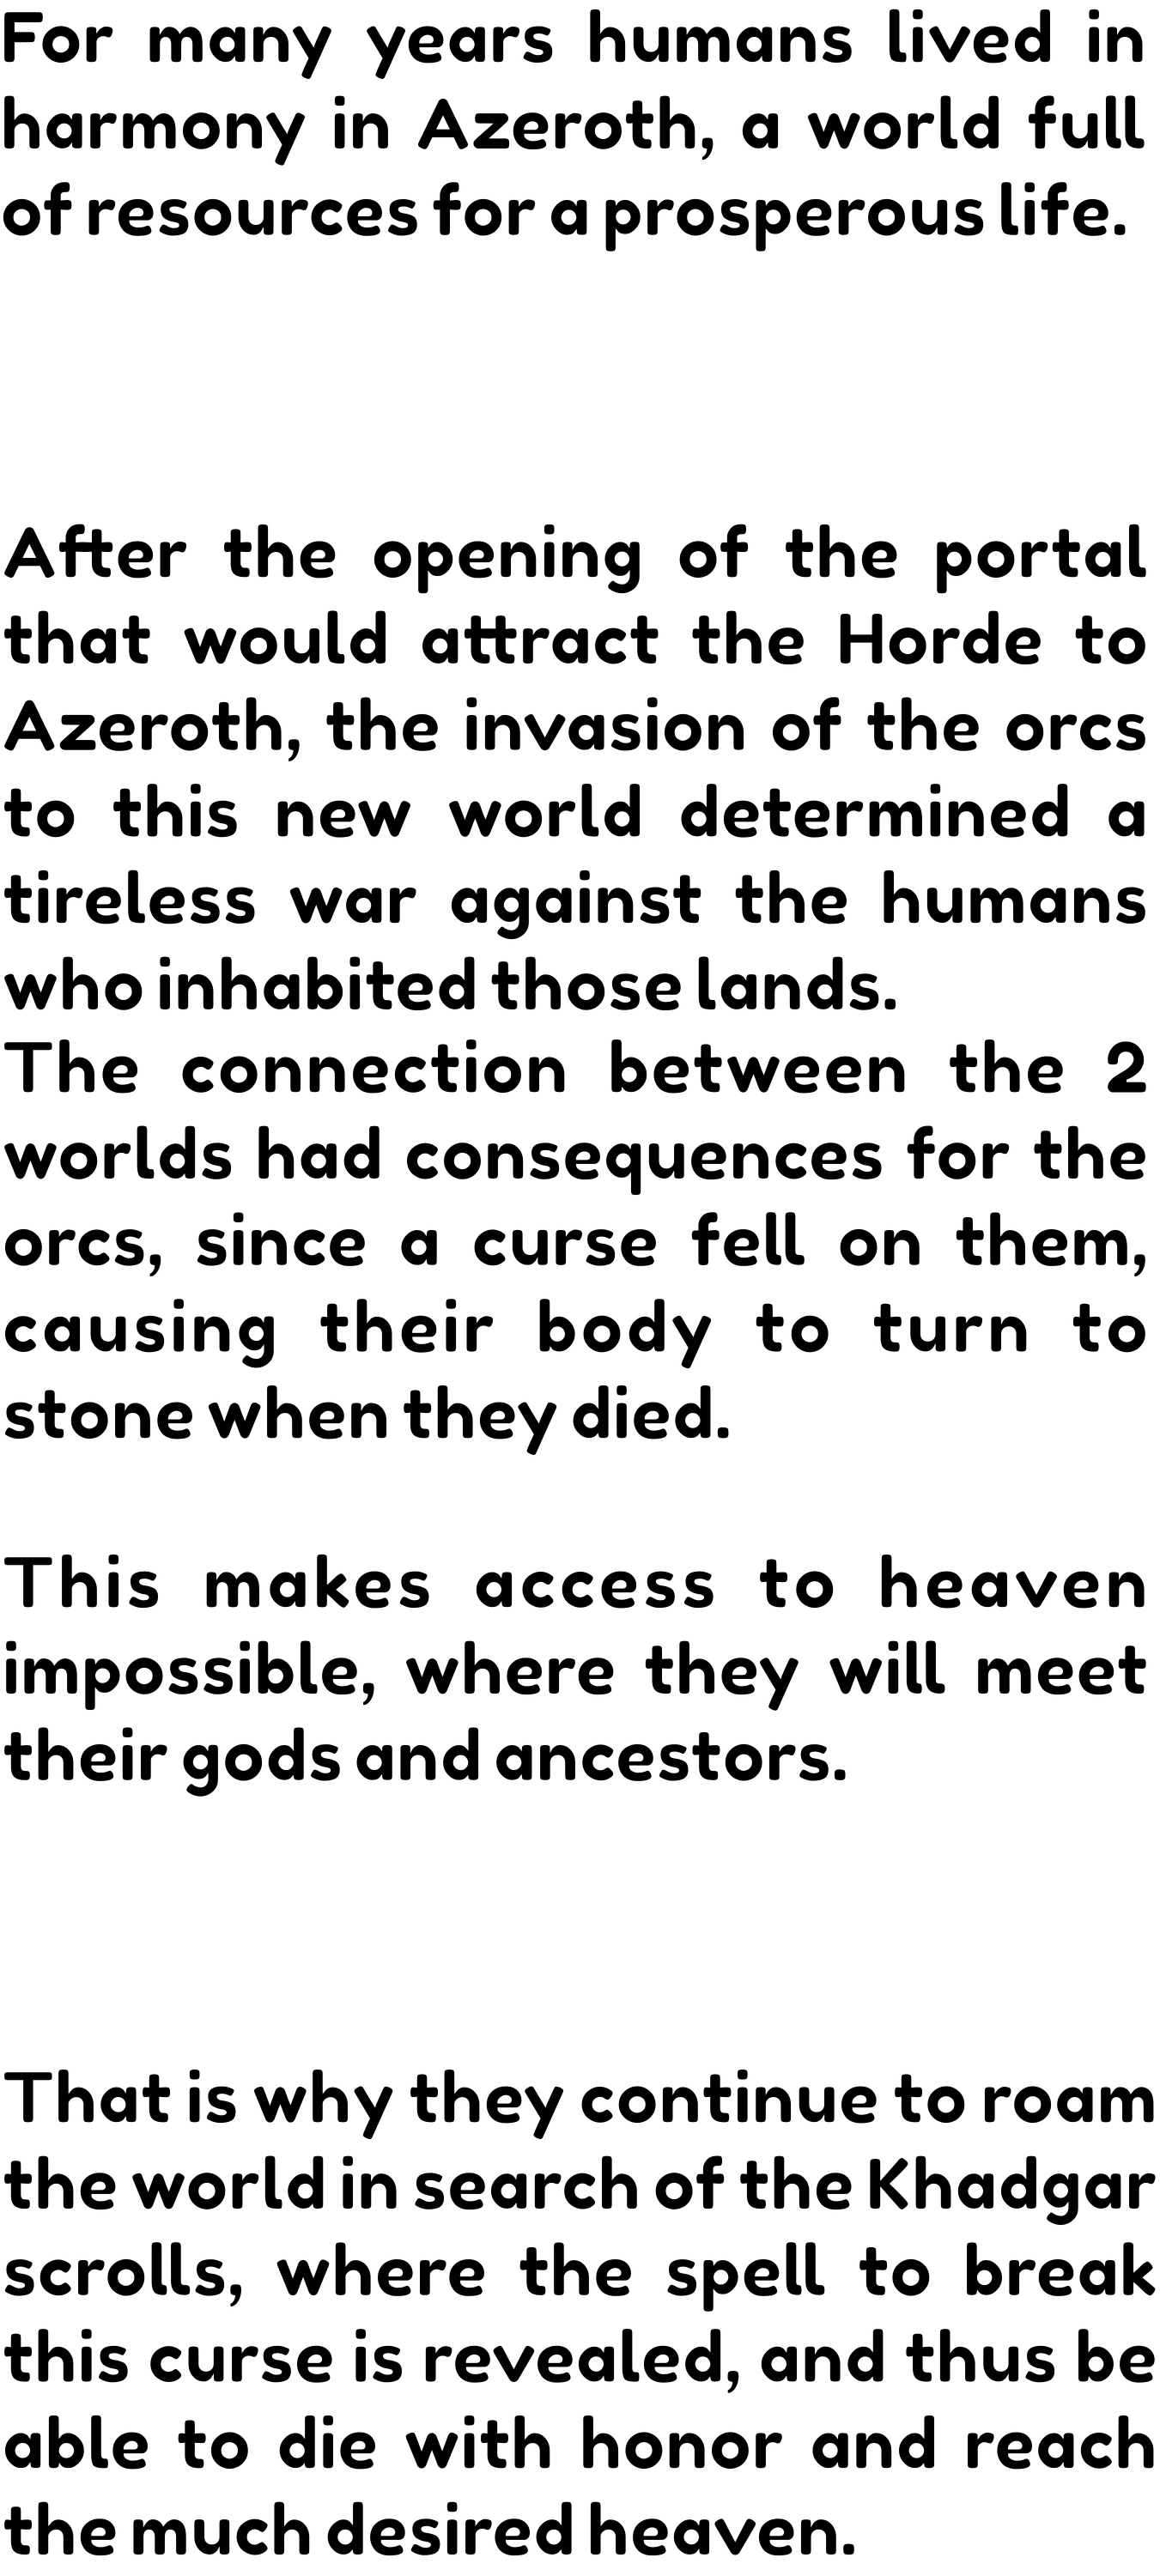 For many years humans lived in
harmony in Azeroth, a world full
of resources for a prosperous life.
After the opening of the portal
that would attract the Horde to
Azeroth, the invasion of the orcs
to this new world determined a
tireless war against the humans
who inhabited those lands.
The connection between the 2
worlds had consequences for the
orcs, since a curse fell on them,
causing their body to turn to
stone when they died.
This makes access to heaven
impossible, where they will meet
their gods and ancestors.
That is why they continue to roam
the world in search of the Khadgar
scrolls, where the spell to break
this curse is revealed, and thus be
able to die with honor and reach
the much desired heaven.